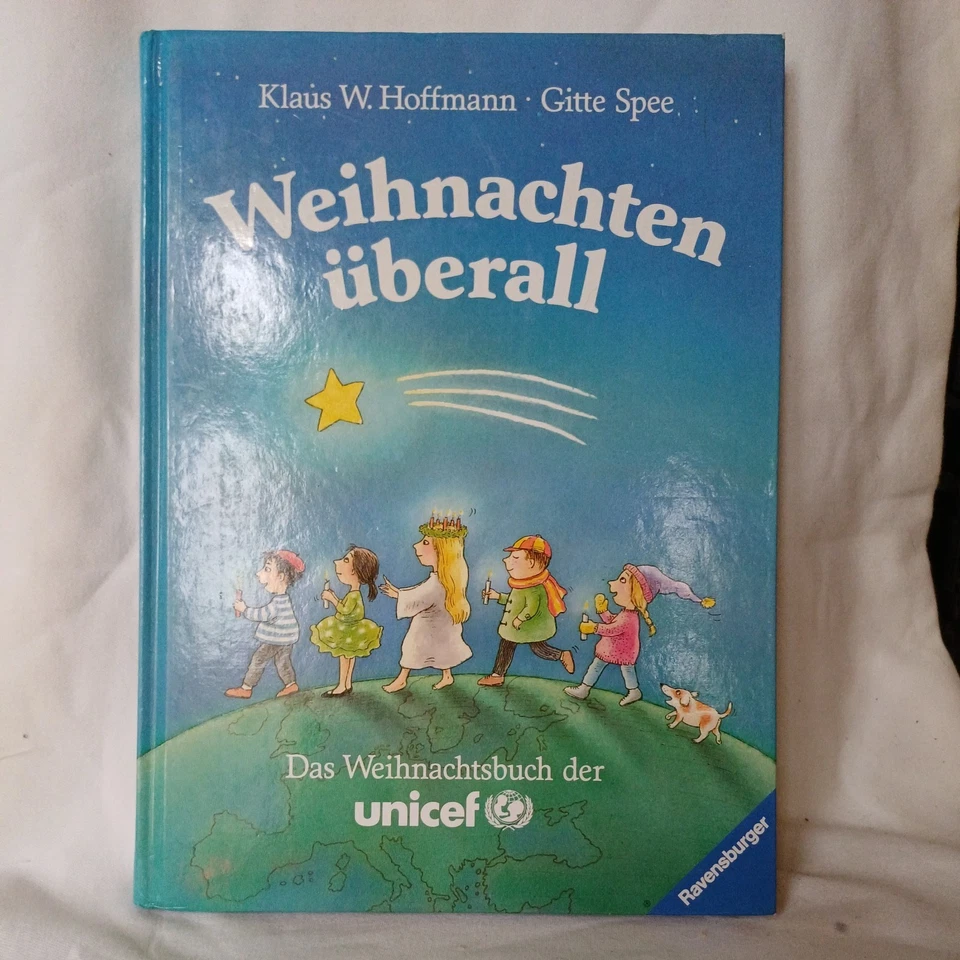 Klaus W. Hoffmann · Gitte Spee
Weihnachten
überall
Das Weihnachtsbuch der
unicef
Ravensburger